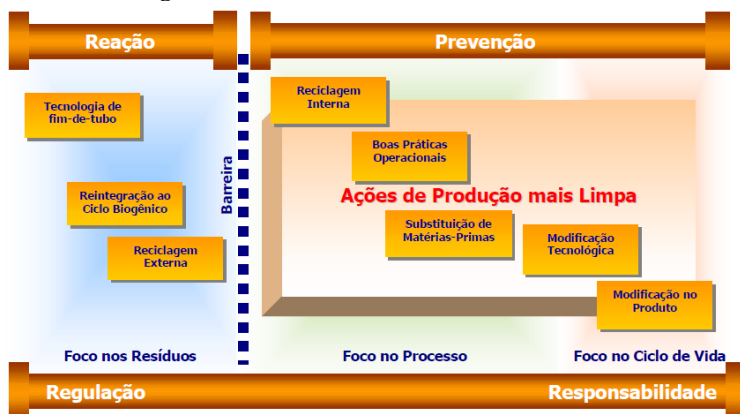 Reação
Prevenção
Tecnologia de
fim-de-tubo
Reciclagem
Interna
Boas Práticas
Operacionais
Barreira
Ações de Produção mais Limpa
Reintegração ao
Ciclo Biogênico
Substituição de
Matérias-Primas
Modificação
Tecnológica
Reciclagem
Externa
Modificação no
Produto
Foco nos Resíduos
Foco no Processo
Foco no Ciclo de Vida
Regulação
Responsabilidade